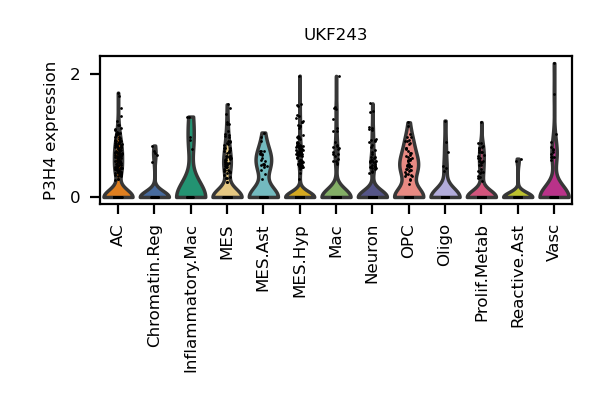 UKF243
P3H4 expression
2
0
AC
Chromatin.Reg
Inflammatory.Mac
MES
MES.Ast
MES.Hyp
Mac
Neuron
OPC
Oligo
Prolif.Metab
Reactive.Ast
Vasc